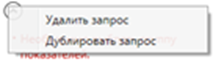 Удалить запрос
Дублировать запрос
показателей.